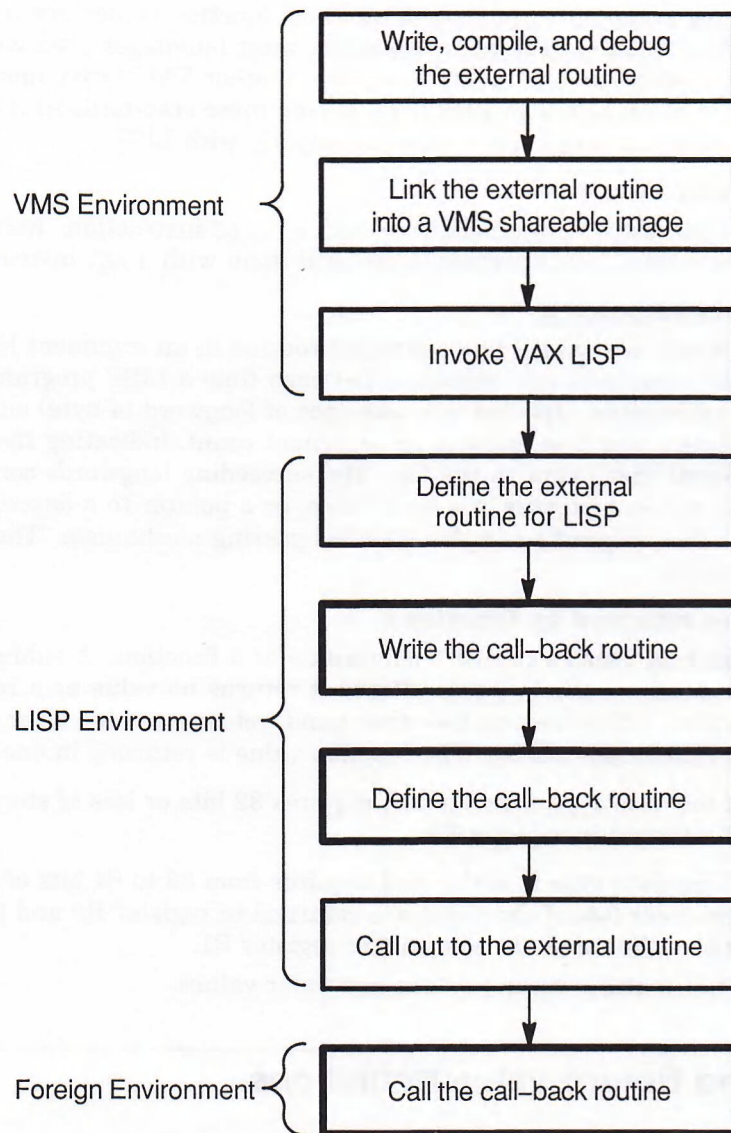 Write, compile, and debug
the external routine
VMS Environment
Link the external routine
into a VMS shareable image
Invoke VAX LISP
Define the external
routine for LISP
Write the call–back routine
LISP Environment
Define the call–back routine
Call out to the external routine
Foreign Environment
Call the call–back routine